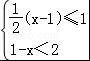 { 1/2 (x-1)≤1
1-x<2